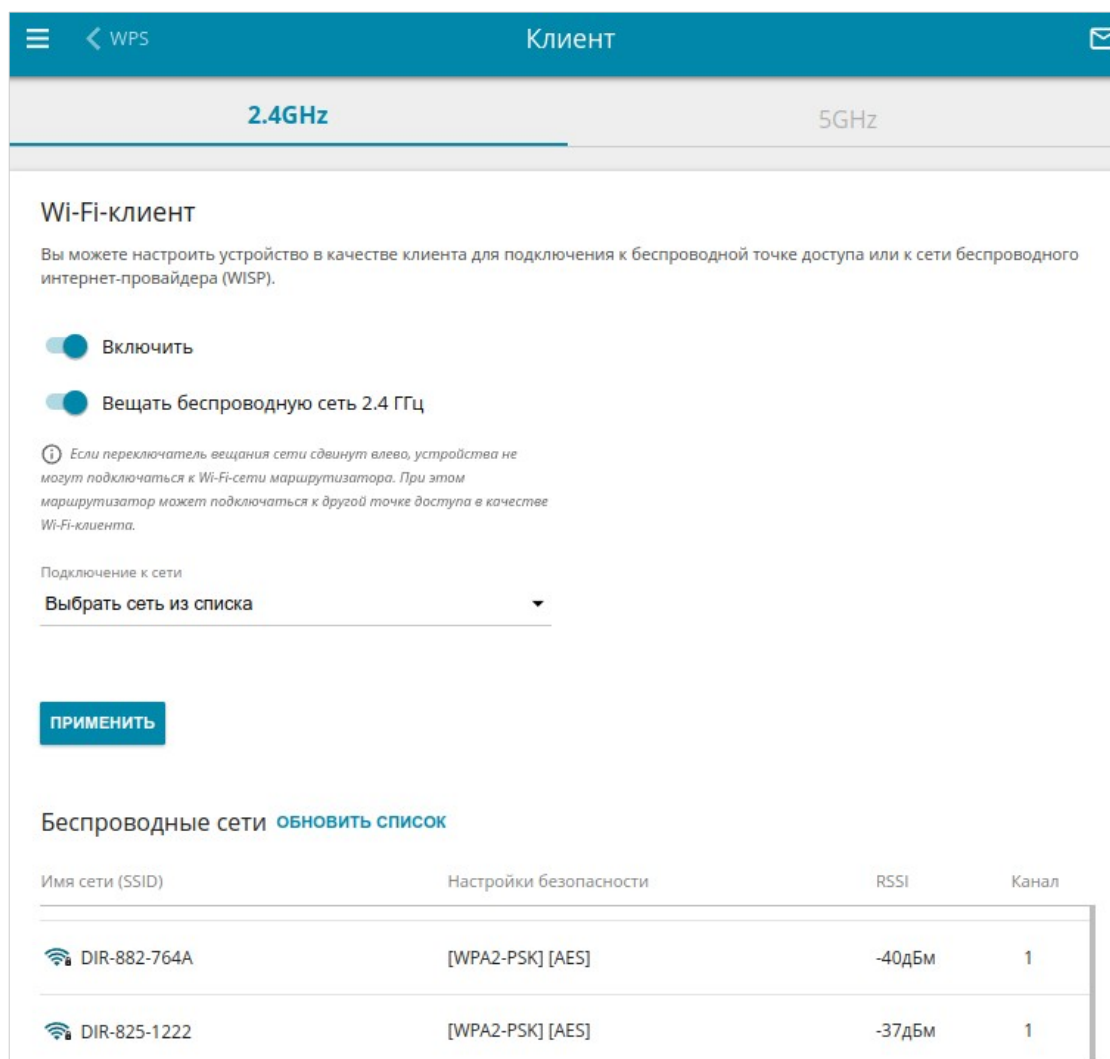 WPS
Клиент
2.4GHz
5GHz
Wi-Fi-клиент
Вы можете настроить устройство в качестве клиента для подключения к беспроводной точке доступа или к сети беспроводного
интернет-провайдера (WISP).
Включить
Вещать беспроводную сеть 2.4 ГГц
Если переключатель вещания сети сдвинут влево, устройства не
могут подключаться к Wi-Fi-сети маршрутизатора. При этом
маршрутизатор может подключаться к другой точке доступа в качестве
Wi-Fi-клиента.
Подключение к сети
Выбрать сеть из списка
ПРИМЕНИТЬ
Беспроводные сети ОБНОВИТЬ СПИСОК
Имя сети (SSID) Настройки безопасности RSSI Канал
DIR-882-764A [WPA2-PSK] [AES] -40дБм 1
DIR-825-1222 [WPA2-PSK] [AES] -37дБм 1